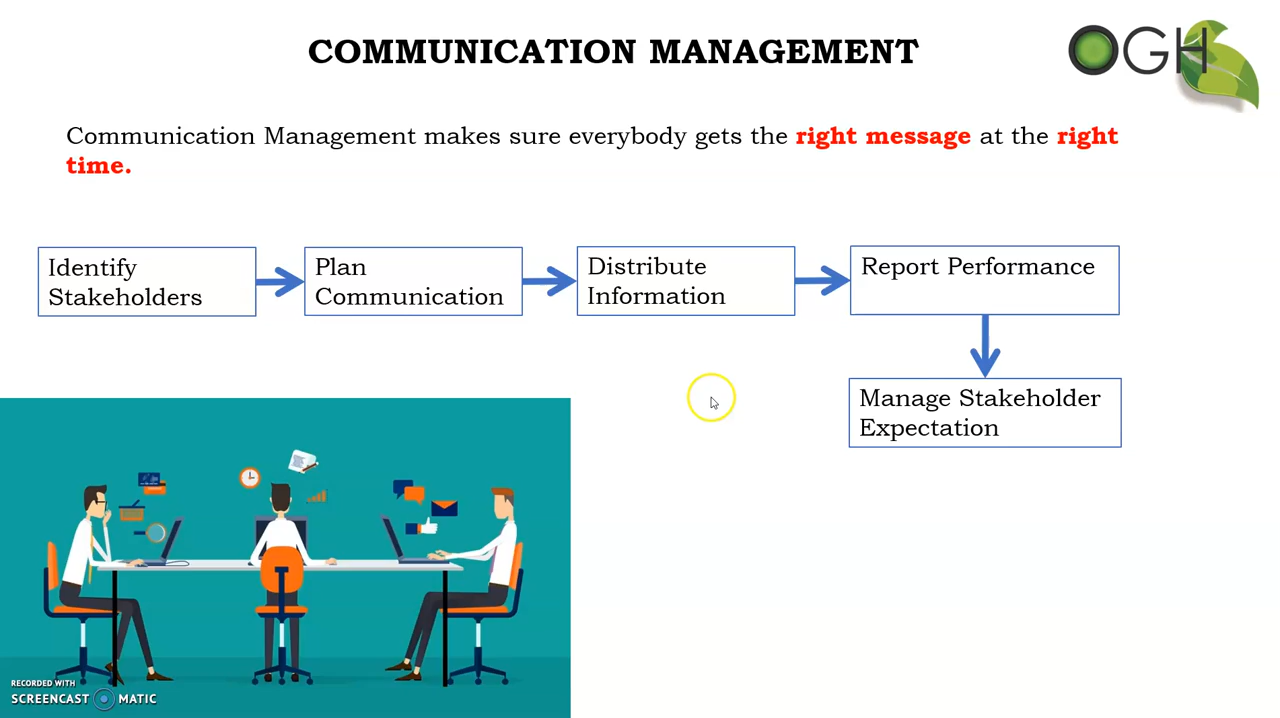 COMMUNICATION MANAGEMENT
OGH
Communication Management makes sure everybody gets the right message at the right
time.
Identify
Stakeholders
Plan
Communication
Distribute
Information
Report Performance
Manage Stakeholder
Expectation
RECORDED WITH
SCREENCAST MATIC